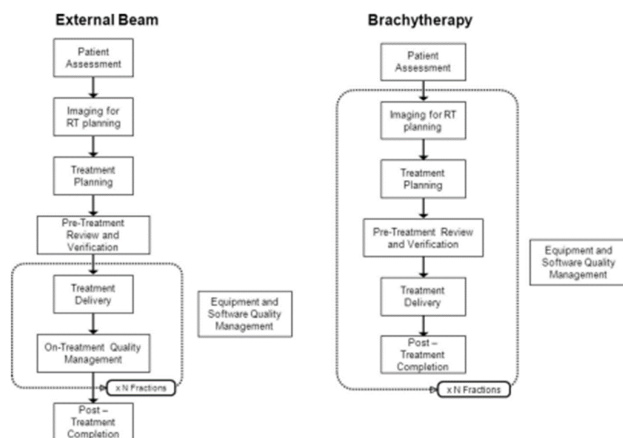 External Beam
Patient
Assessment
Imaging for
RT planning
Treatment
Planning
Pre-Treatment
Review and
Verification
Treatment
Delivery
On-Treatment Quality
Management
x N Fractions
Post –
Treatment
Completion
Equipment and
Software Quality
Management
Brachytherapy
Patient
Assessment
Imaging for RT
planning
Treatment
Planning
Pre-Treatment Review
and Verification
Treatment
Delivery
Post –
Treatment
Completion
x N Fractions
Equipment and
Software Quality
Management